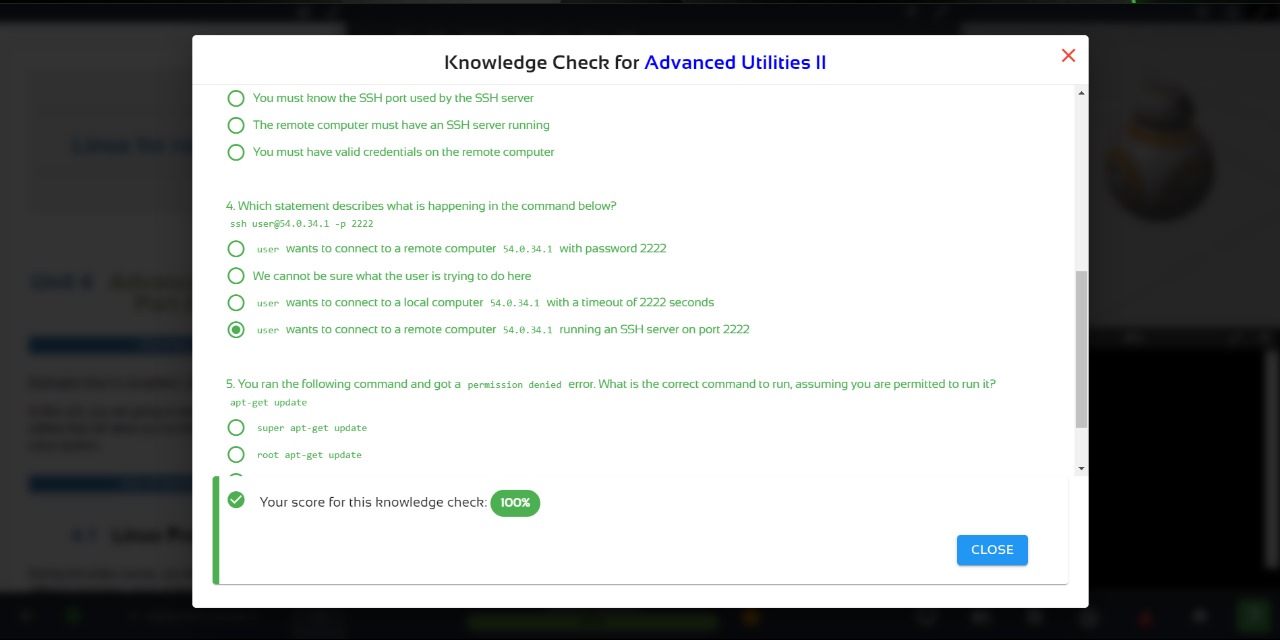 Knowledge Check for Advanced Utilities II
You must know the SSH port used by the SSH server
The remote computer must have an SSH server running
You must have valid credentials on the remote computer
4. Which statement describes what is happening in the command below?
ssh user@54.0.34.1 -p 2222
user wants to connect to a remote computer 54.0.34.1 with password 2222
We cannot be sure what the user is trying to do here
user wants to connect to a local computer 54.0.34.1 with a timeout of 2222 seconds
user wants to connect to a remote computer 54.0.34.1 running an SSH server on port 2222
5. You ran the following command and got a permission denied error. What is the correct command to run, assuming you are permitted to run it?
apt-get update
super apt-get update
root apt-get update
Your score for this knowledge check: 100%
CLOSE